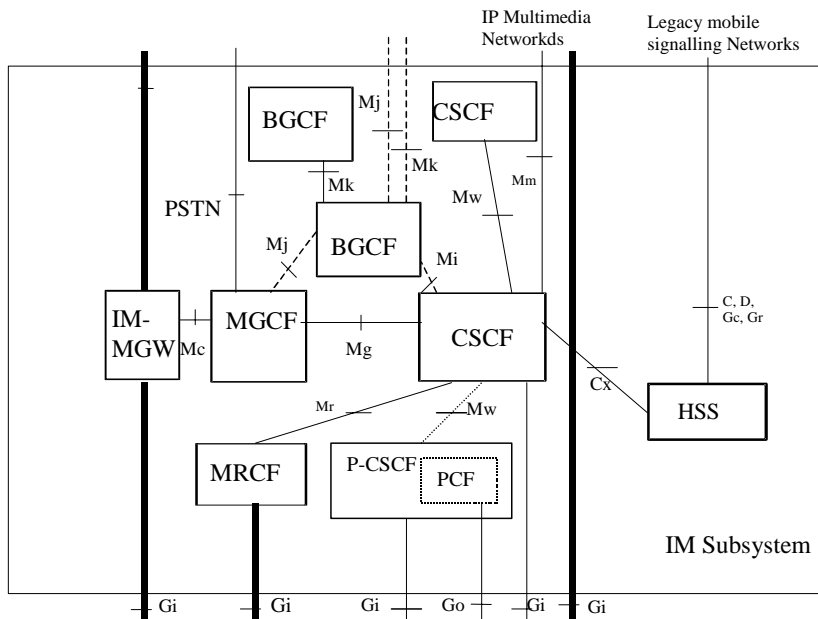 IP Multimedia
Networkds
Legacy mobile
signalling Networks
BGCF
Mj
CSCF
Mk
Mk
Mm
Mw
PSTN
BGCF
Mj
Mi
IM-
MGW
Mc
MGCF
Mg
CSCF
C, D,
Gc, Gr
Cx
HSS
Mr
Mw
MRCF
P-CSCF
PCF
IM Subsystem
Gi
Gi
Gi
Go
Gi
Gi